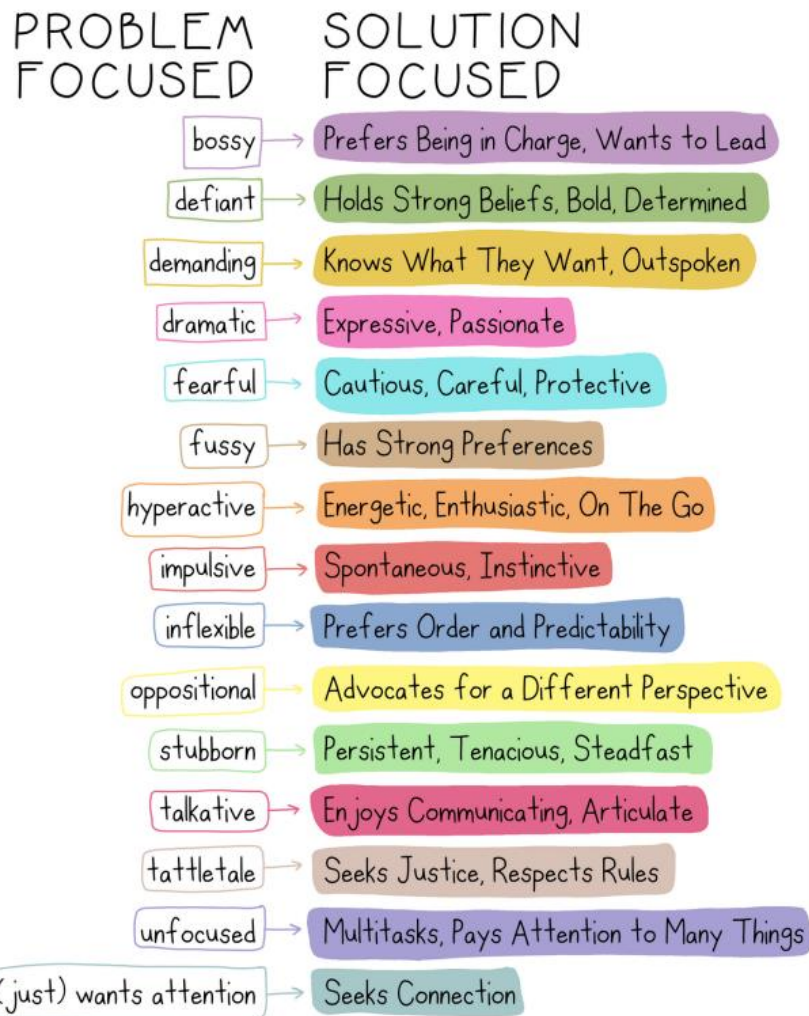 PROBLEM FOCUSED
SOLUTION FOCUSED
bossy → Prefers Being in Charge, Wants to Lead
defiant → Holds Strong Beliefs, Bold, Determined
demanding → Knows What They Want, Outspoken
dramatic → Expressive, Passionate
fearful → Cautious, Careful, Protective
fussy → Has Strong Preferences
hyperactive → Energetic, Enthusiastic, On The Go
impulsive → Spontaneous, Instinctive
inflexible → Prefers Order and Predictability
oppositional → Advocates for a Different Perspective
stubborn → Persistent, Tenacious, Steadfast
talkative → Enjoys Communicating, Articulate
tattletale → Seeks Justice, Respects Rules
unfocused → Multitasks, Pays Attention to Many Things
(just) wants attention → Seeks Connection